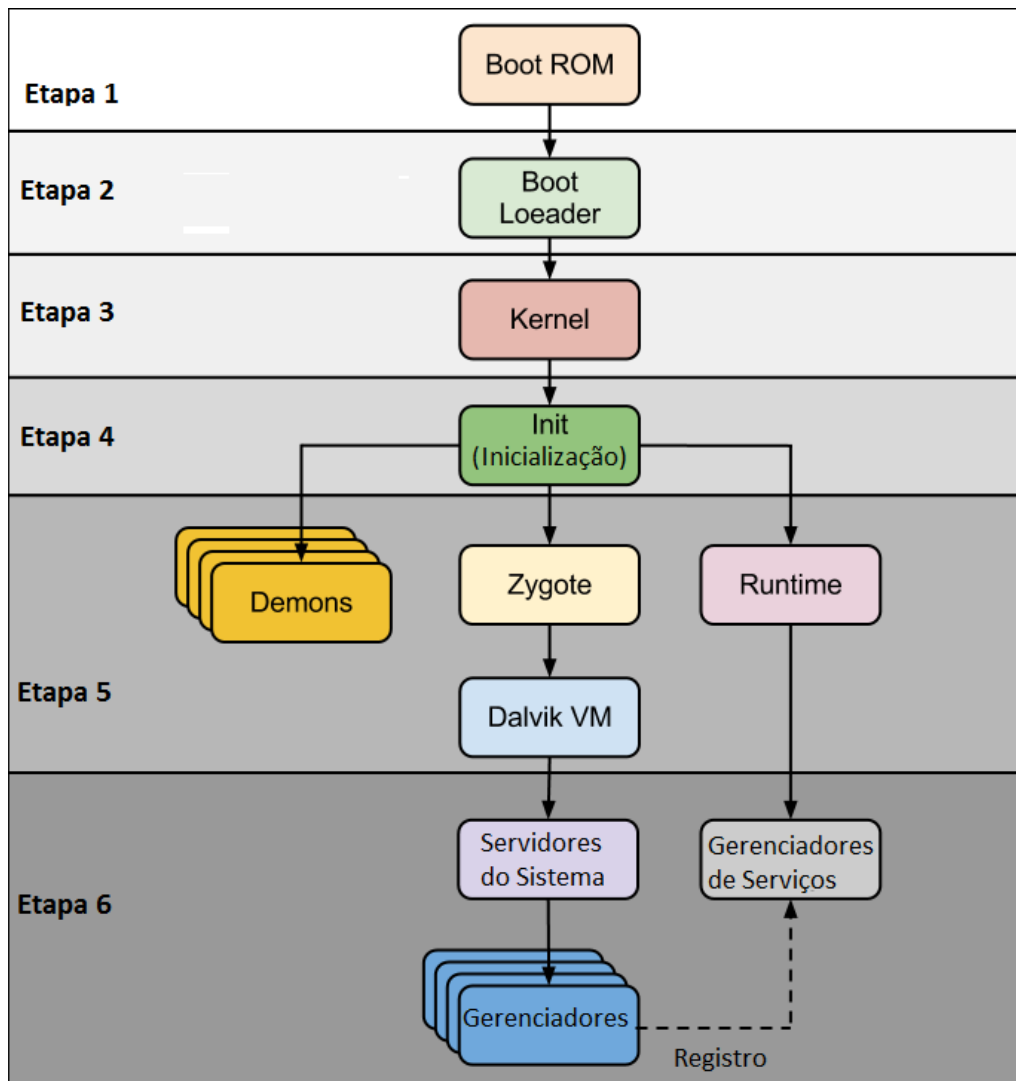 Boot ROM
Etapa 1
Etapa 2
Boot
Loeader
Etapa 3
Kernel
Etapa 4
Init
(Inicialização)
Demons
Zygote
Runtime
Etapa 5
Dalvik VM
Servidores
do Sistema
Gerenciadores
de Serviços
Etapa 6
Gerenciadores
Registro